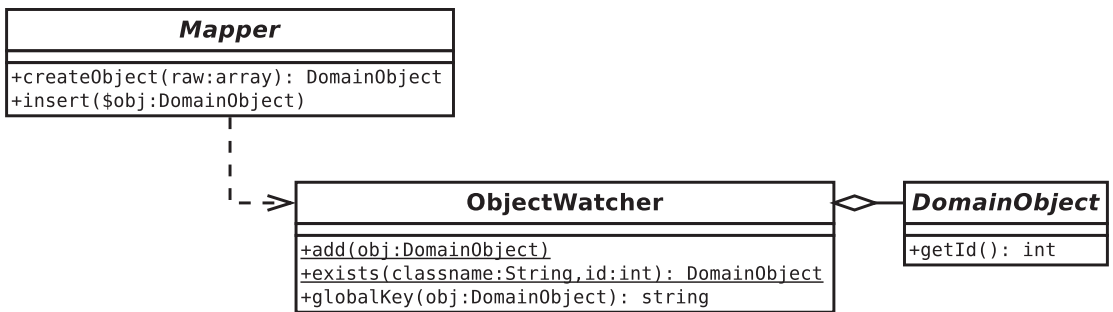 Mapper
+createObject(raw:array): DomainObject
+insert($obj:DomainObject)
ObjectWatcher
+add(obj:DomainObject)
+exists(classname:String,id:int): DomainObject
+globalKey(obj:DomainObject): string
DomainObject
+getId(): int